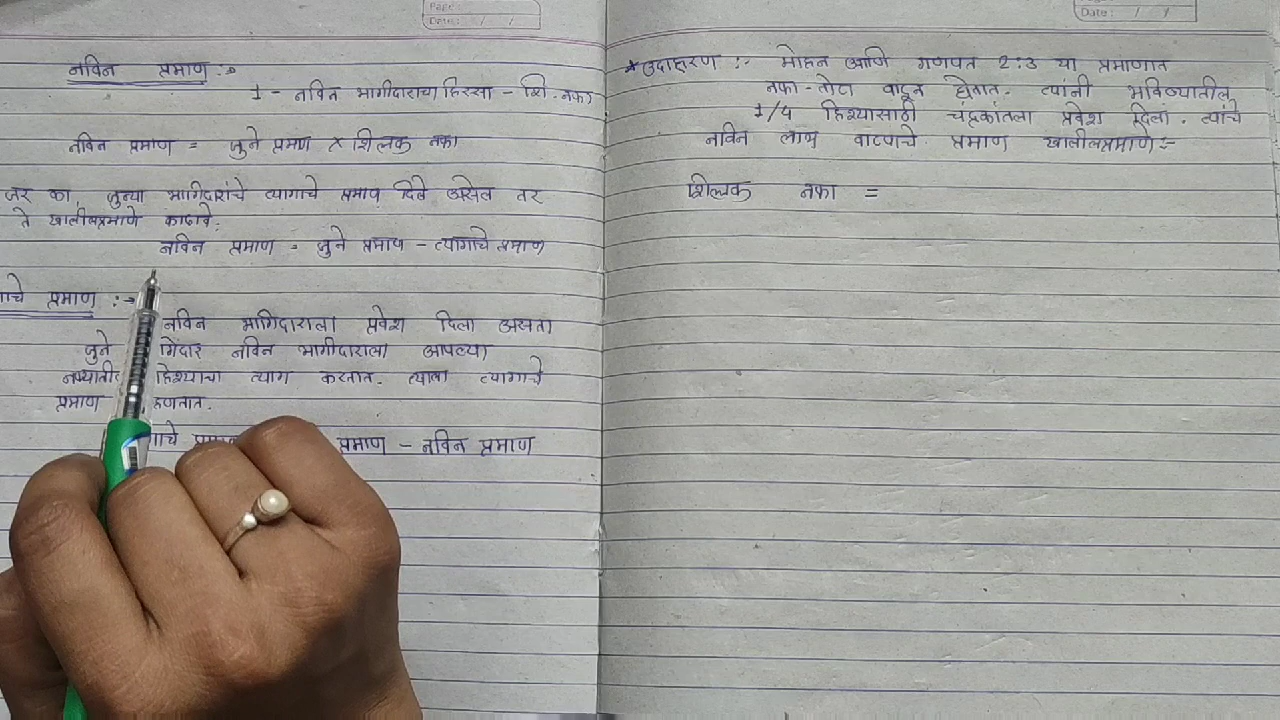 Page:
Date: / /
नविन प्रमाण :→
1 - नविन भागीदाराचा हिस्सा - शि. नफा
नविन प्रमाण = जुने प्रमाण × शिल्लक नफा
जर का जुन्या भागिदारांचे त्यागाचे प्रमाण दिले असेल तर
ते खालीलप्रमाणे काढावे.
नविन प्रमाण = जुने प्रमाण - त्यागाचे प्रमाण
प्रमाण :→
नविन भागिदाराला प्रवेश दिला असता
जुने नविन भागीदाराला आपल्या
हिश्याचा त्याग करतात. त्याला त्यागाचे
प्रमाण
प्रमाण - नविन प्रमाण
Date: / /
*उदाहरण :- मोहन आणि गणपत 2:3 या प्रमाणात
नफा-तोटा वाटून घेतात. त्यांनी भविष्यातील
1/4 हिश्यासाठी चंद्रकांतला प्रवेश दिला. त्यांचे
नविन लाभ वाटपाचे प्रमाण खालीलप्रमाणे:-
शिल्लक नफा =